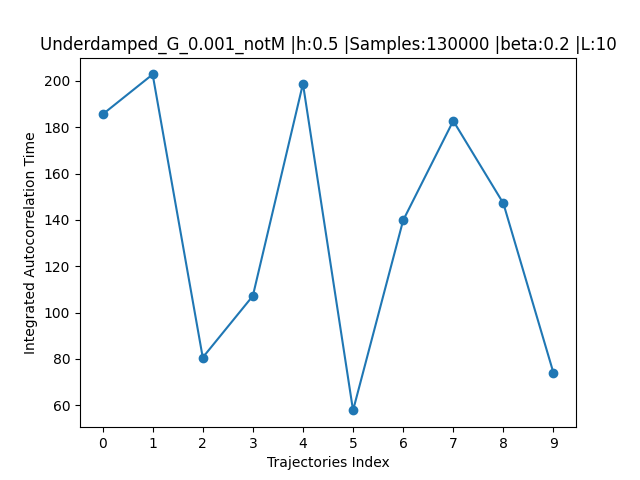 Underdamped_G_0.001_notM |h:0.5 |Samples:130000 |beta:0.2 |L:10
200
180
160
140
120
100
80
60
Integrated Autocorrelation Time
0 1 2 3 4 5 6 7 8 9
Trajectories Index